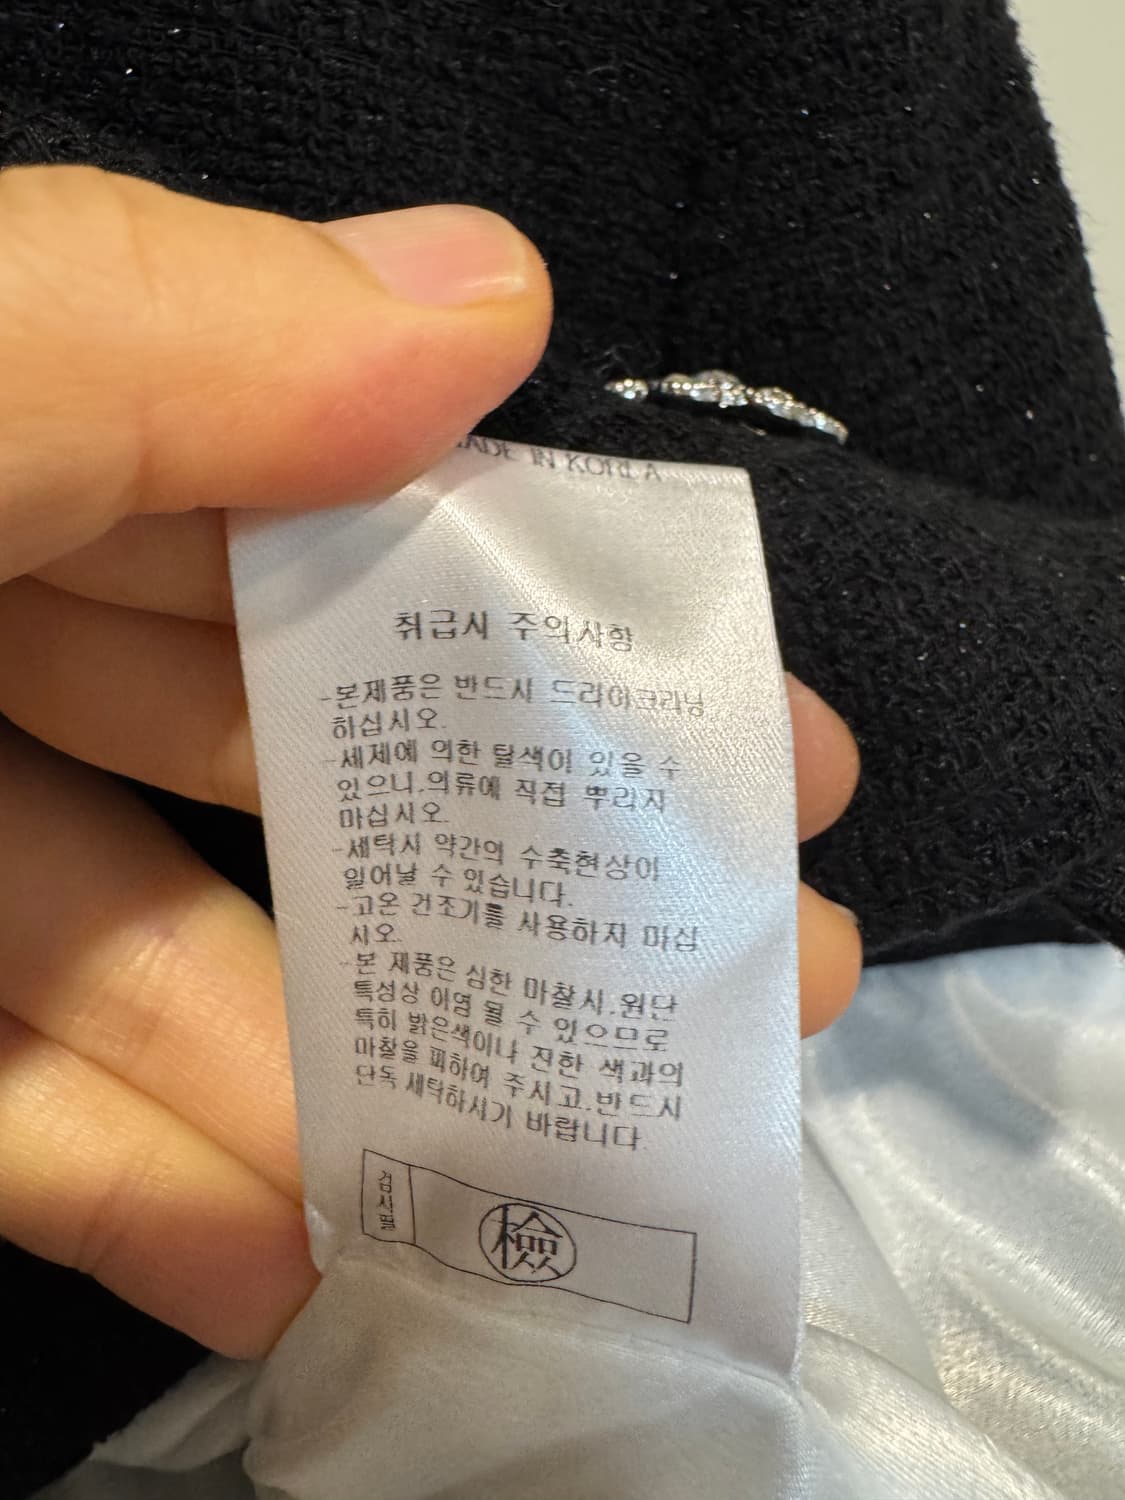 MADE IN KOREA
취급시 주의사항
-본제품은 반드시 드라이크리닝
하십시오.
-세제에 의한 탈색이 있을 수
있으니.의류에 직접 뿌리지
마십시오.
-세탁시 약간의 수축현상이
일어날 수 있습니다.
-고온 건조기를 사용하지 마십
시오.
-본 제품은 심한 마찰시.원단
특성상 이염 될 수 있으므로
특히 밝은색이나 진한 색과의
마찰을 피하여 주시고.반드시
단독 세탁하시기 바랍니다.
검사필
檢